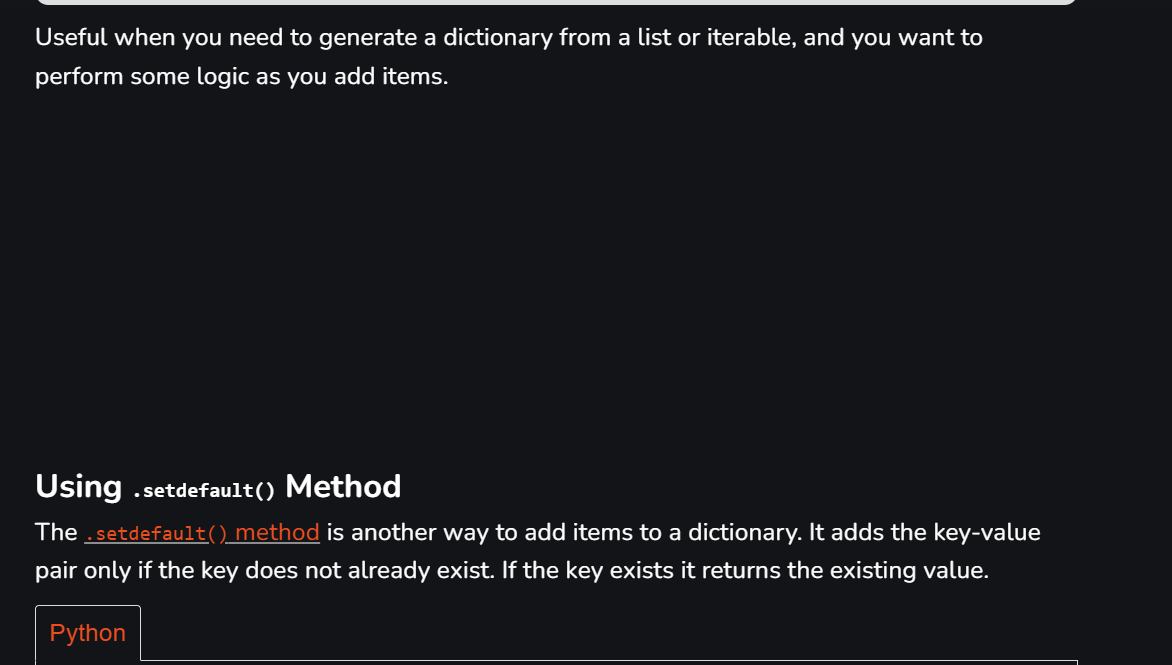 Useful when you need to generate a dictionary from a list or iterable, and you want to
perform some logic as you add items.
Using .setdefault() Method
The .setdefault() method is another way to add items to a dictionary. It adds the key-value
pair only if the key does not already exist. If the key exists it returns the existing value.
Python